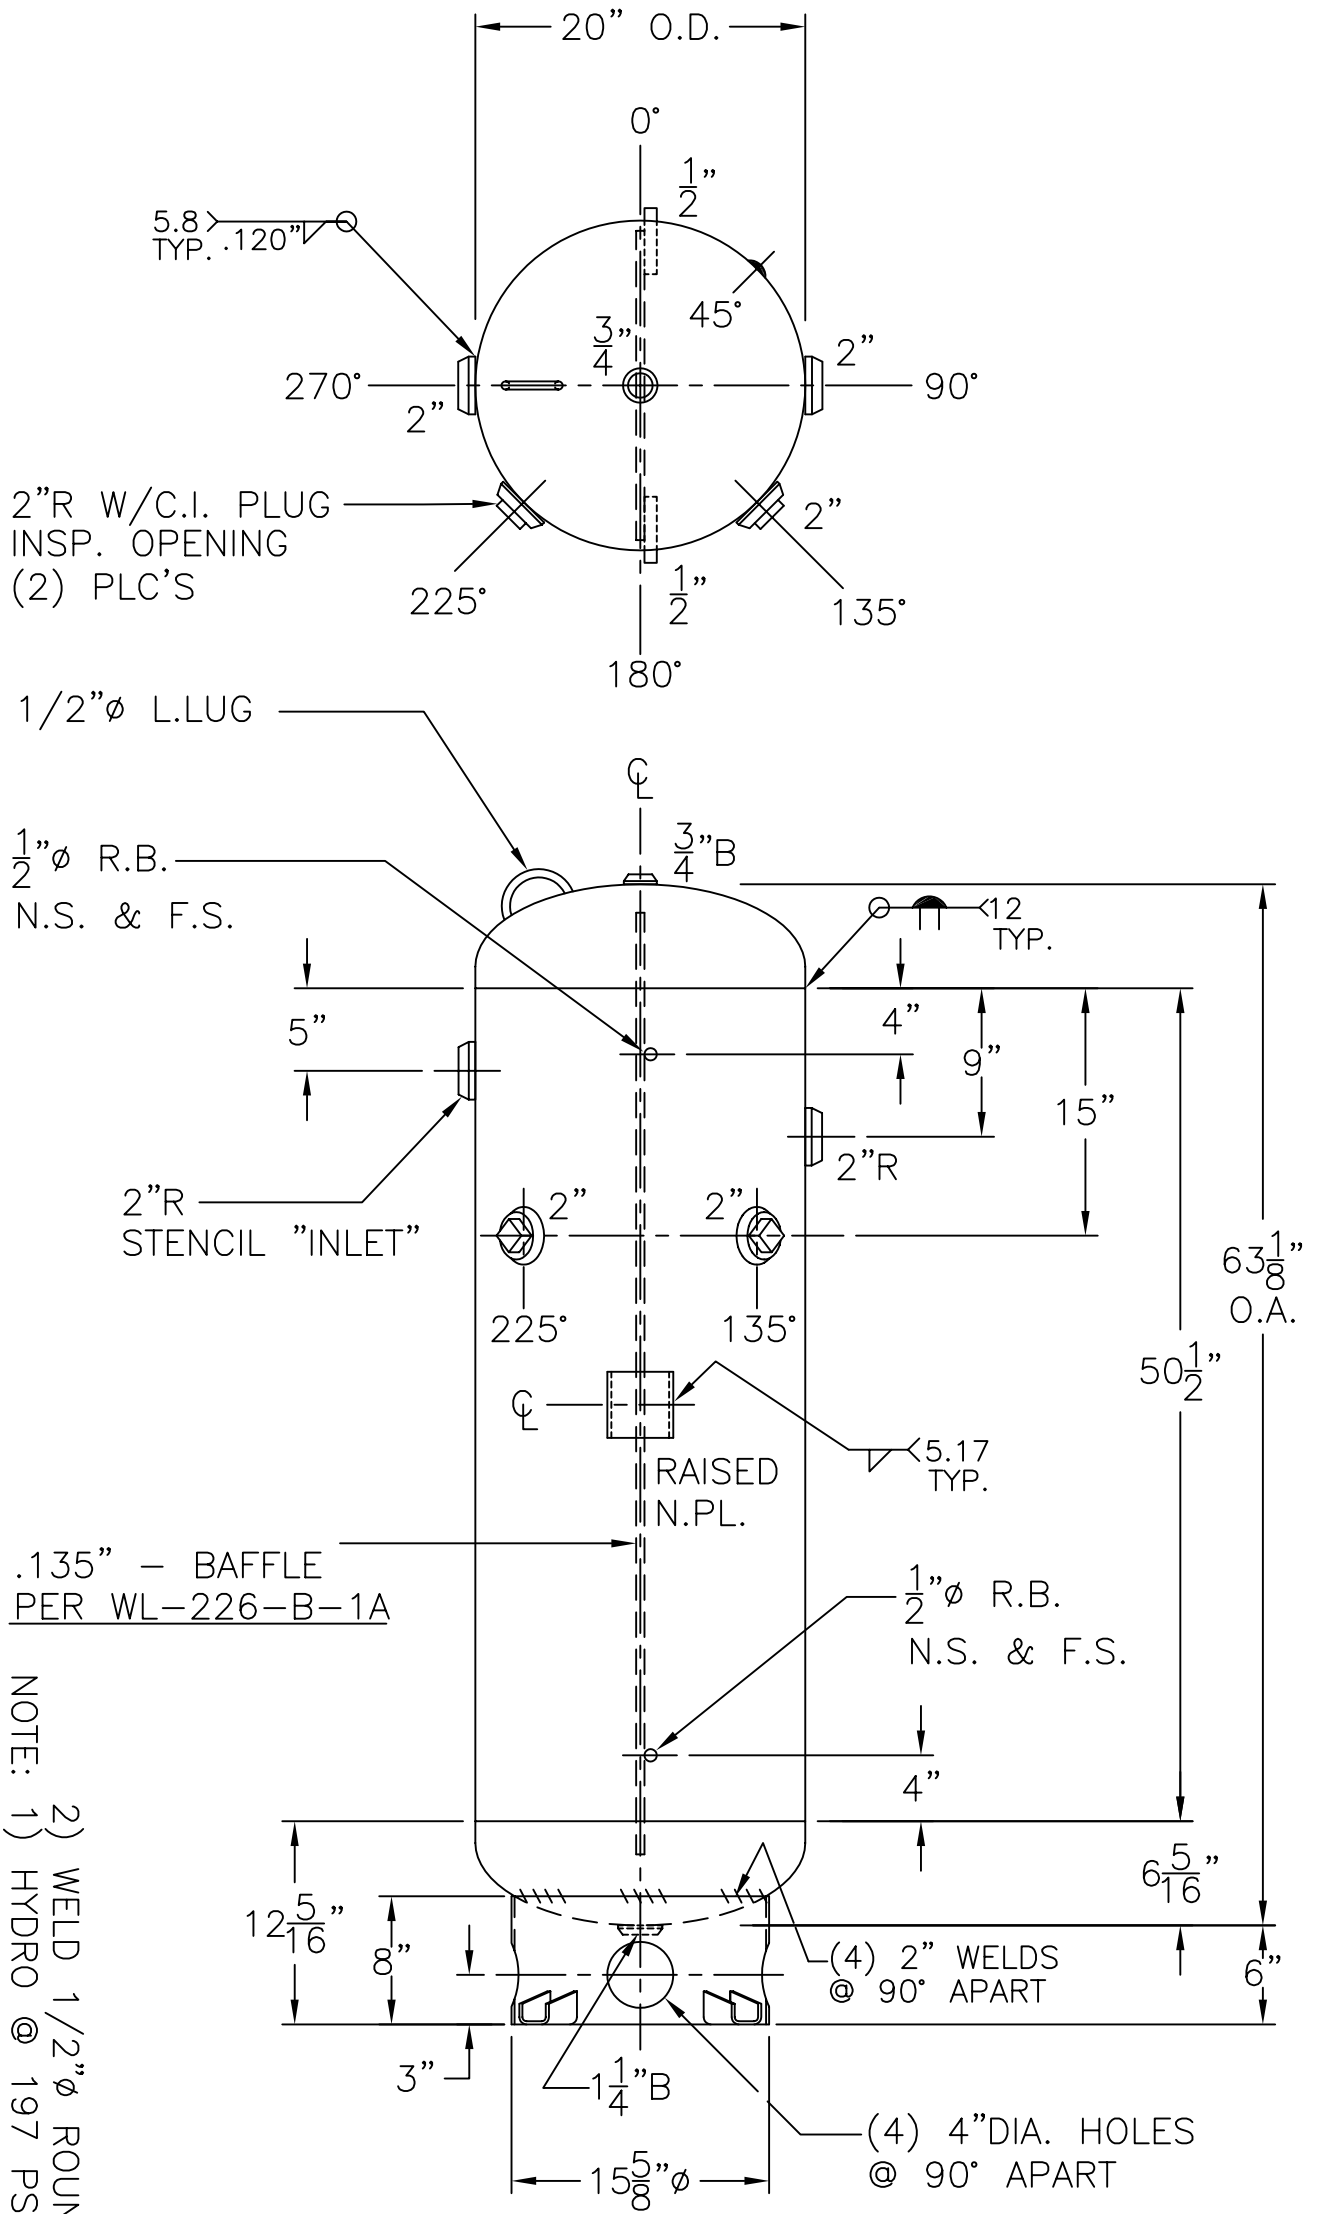 20" O.D.
0°
1/2"
5.8
TYP. .120"
45°
3/4"
2"
270°
90°
2"
2"R W/C.I. PLUG
INSP. OPENING
(2) PLC'S
2"
1/2"
225°
135°
180°
1/2"ø L.LUG
℄
3/4"B
1/2"ø R.B.
N.S. & F.S.
12
TYP.
5"
4"
9"
15"
2"R
2"R
STENCIL "INLET"
2"
2"
63 1/8"
O.A.
225°
135°
50 1/2"
℄
5.17
TYP.
RAISED
N.PL.
.135" - BAFFLE
PER WL-226-B-1A
1/2"ø R.B.
N.S. & F.S.
4"
6 5/16"
12 5/16"
8"
(4) 2" WELDS
@ 90° APART
6"
3"
1 1/4"B
(4) 4"DIA. HOLES
@ 90° APART
15 5/8"ø
NOTE: 1) HYDRO @ 197 PS
2) WELD 1/2"ø ROUN